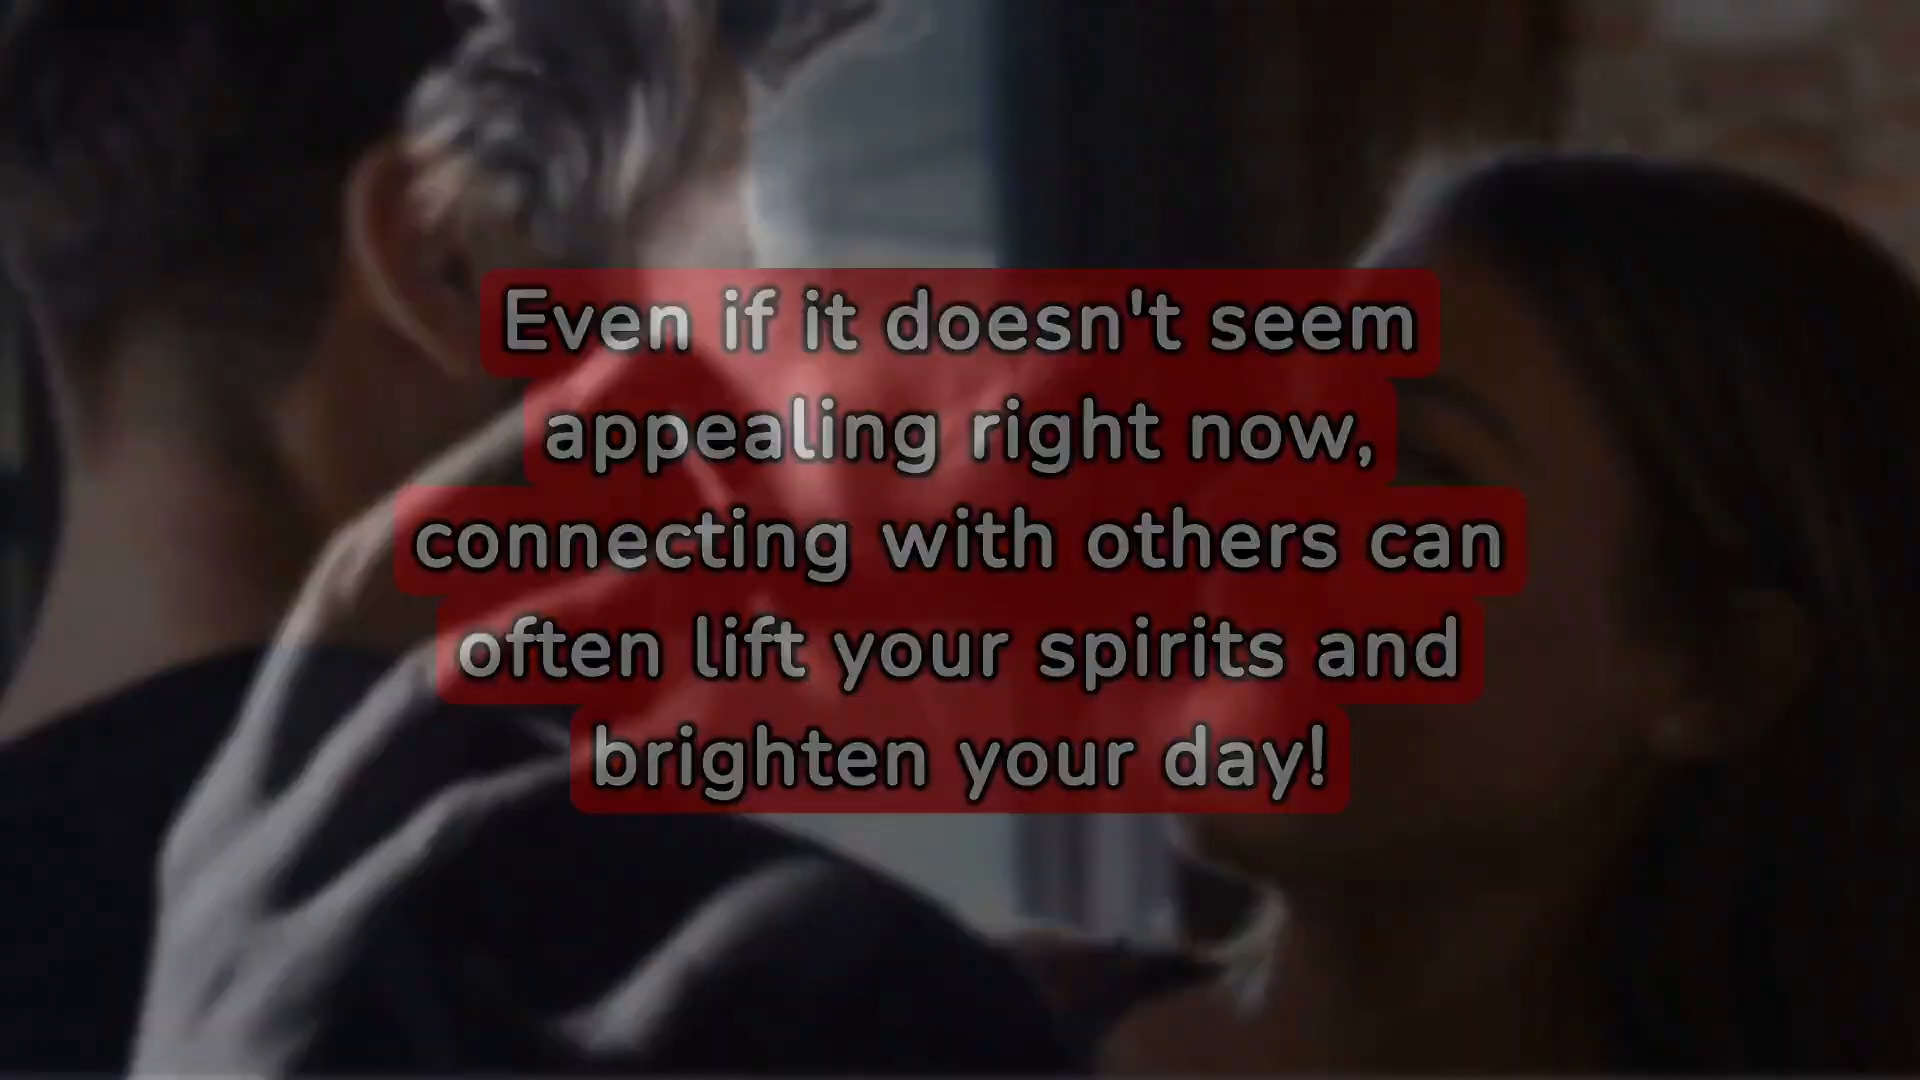 Even if it doesn't seem
appealing right now,
connecting with others can
often lift your spirits and
brighten your day!